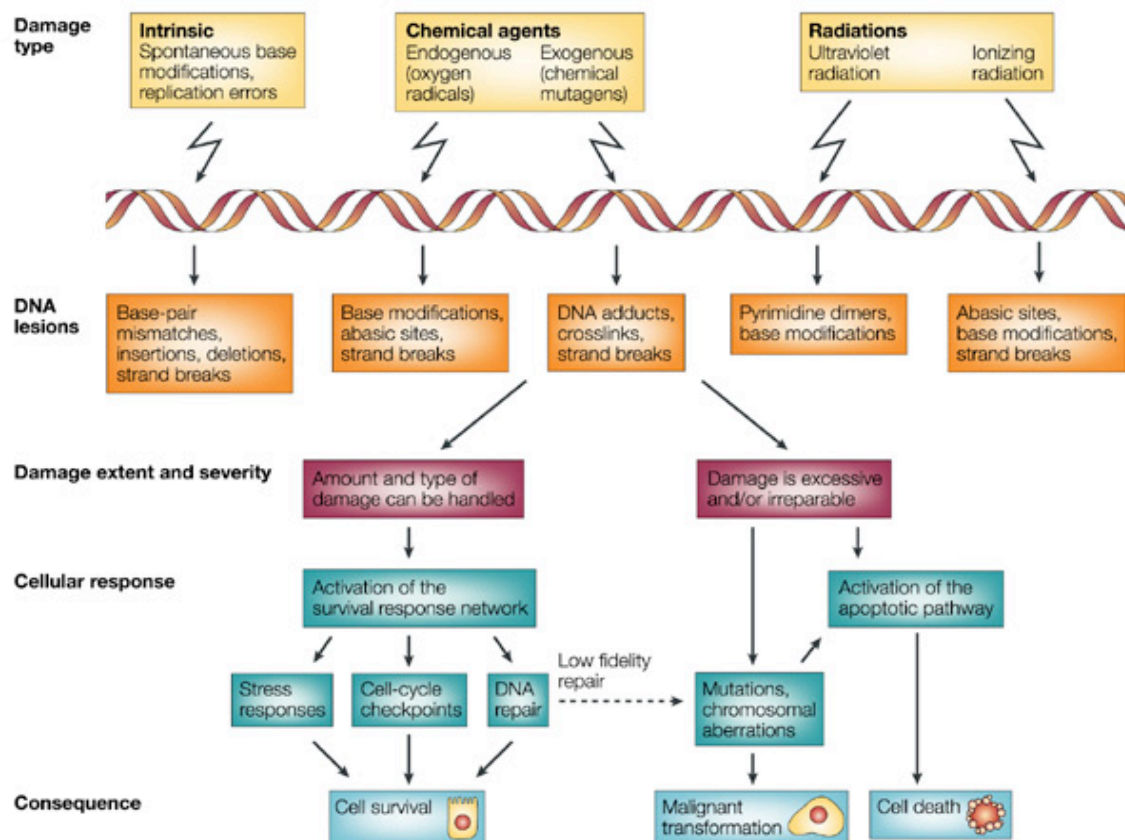 Damage
type
Intrinsic
Spontaneous base
modifications,
replication errors
Chemical agents
Endogenous
(oxygen
radicals)
Exogenous
(chemical
mutagens)
Radiations
Ultraviolet
radiation
Ionizing
radiation
DNA
lesions
Base-pair
mismatches,
insertions, deletions,
strand breaks
Base modifications,
abasic sites,
strand breaks
DNA adducts,
crosslinks,
strand breaks
Pyrimidine dimers,
base modifications
Abasic sites,
base modifications,
strand breaks
Damage extent and severity
Amount and type of
damage can be handled
Damage is excessive
and/or irreparable
Cellular response
Activation of the
survival response network
Activation of the
apoptotic pathway
Stress
responses
Cell-cycle
checkpoints
DNA
repair
Low fidelity
repair
Mutations,
chromosomal
aberrations
Consequence
Cell survival
Malignant
transformation
Cell death